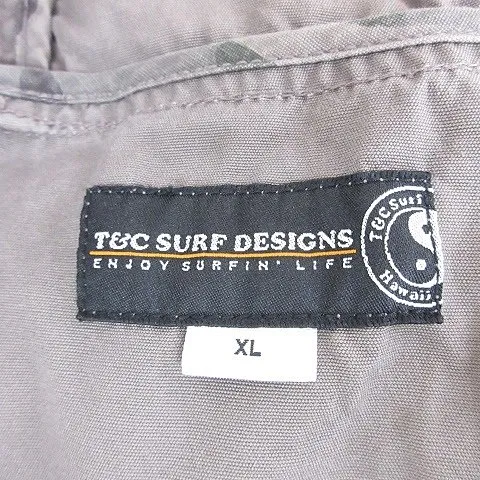 T&C SURF DESIGNS
ENJOY SURFIN' LIFE
T&C Surf
Hawaii
XL